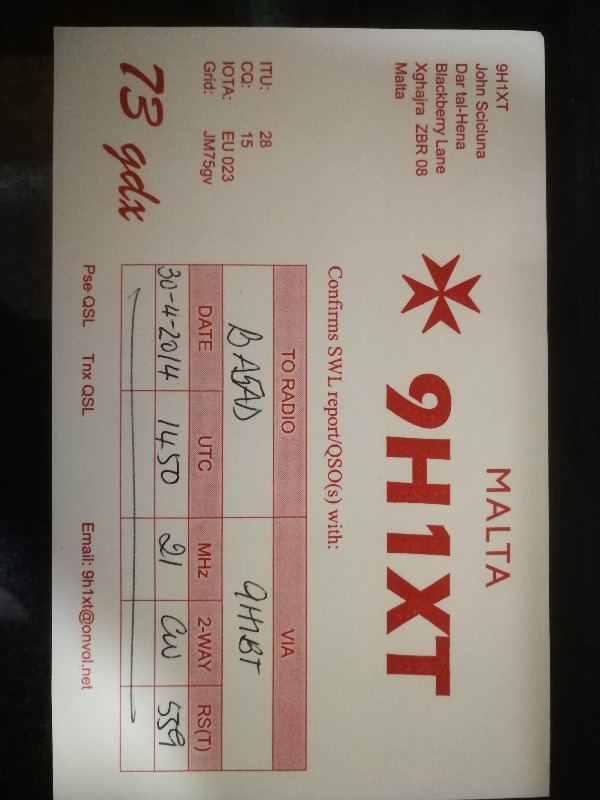 9H1XT
John Scicluna
Dar tal-Hena
Blackberry Lane
Xghajra ZBR 08
Malta
MALTA
9H1XT
ITU: 28
CQ: 15
IOTA: EU 023
Grid: JM75gv
73 gdx
Confirms SWL report/QSO(s) with:
TO RADIO VIA
BA5AD 9H1BT
DATE UTC MHz 2-WAY RS(T)
30-4-2014 1450 21 CW 559
Pse QSL Tnx QSL Email: 9h1xt@onvol.net